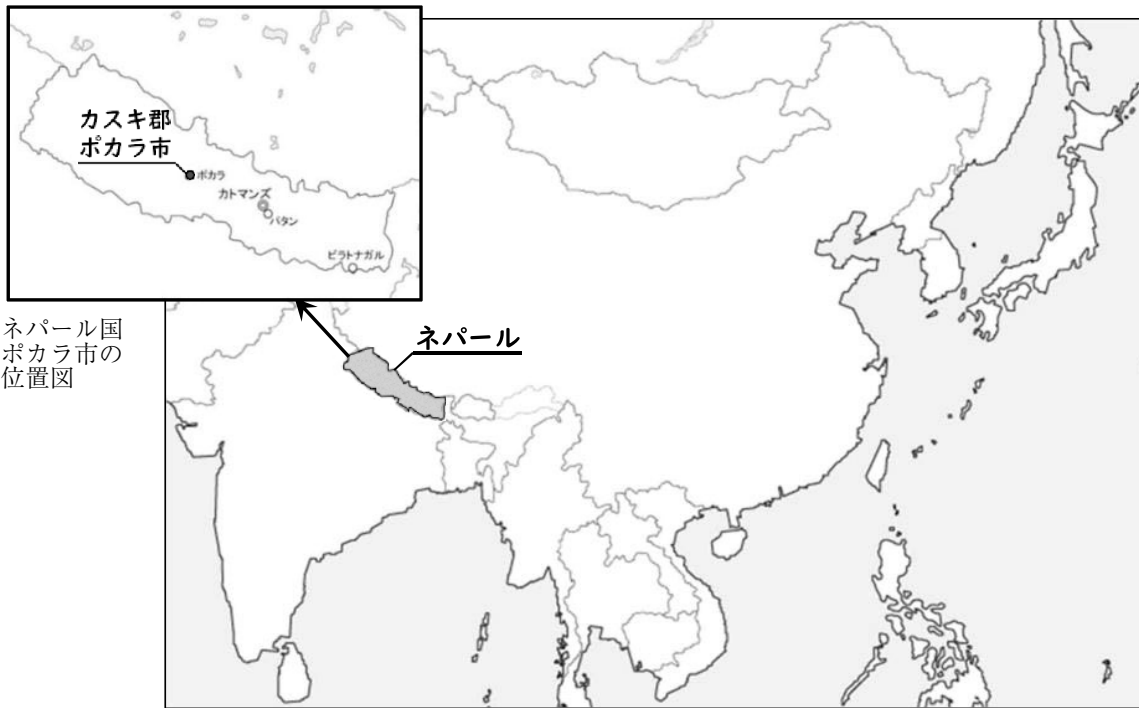 カスキ郡
ポカラ市
ポカラ
カトマンズ
パタン
ビラトナガル
ネパール国
ポカラ市の
位置図
ネパール